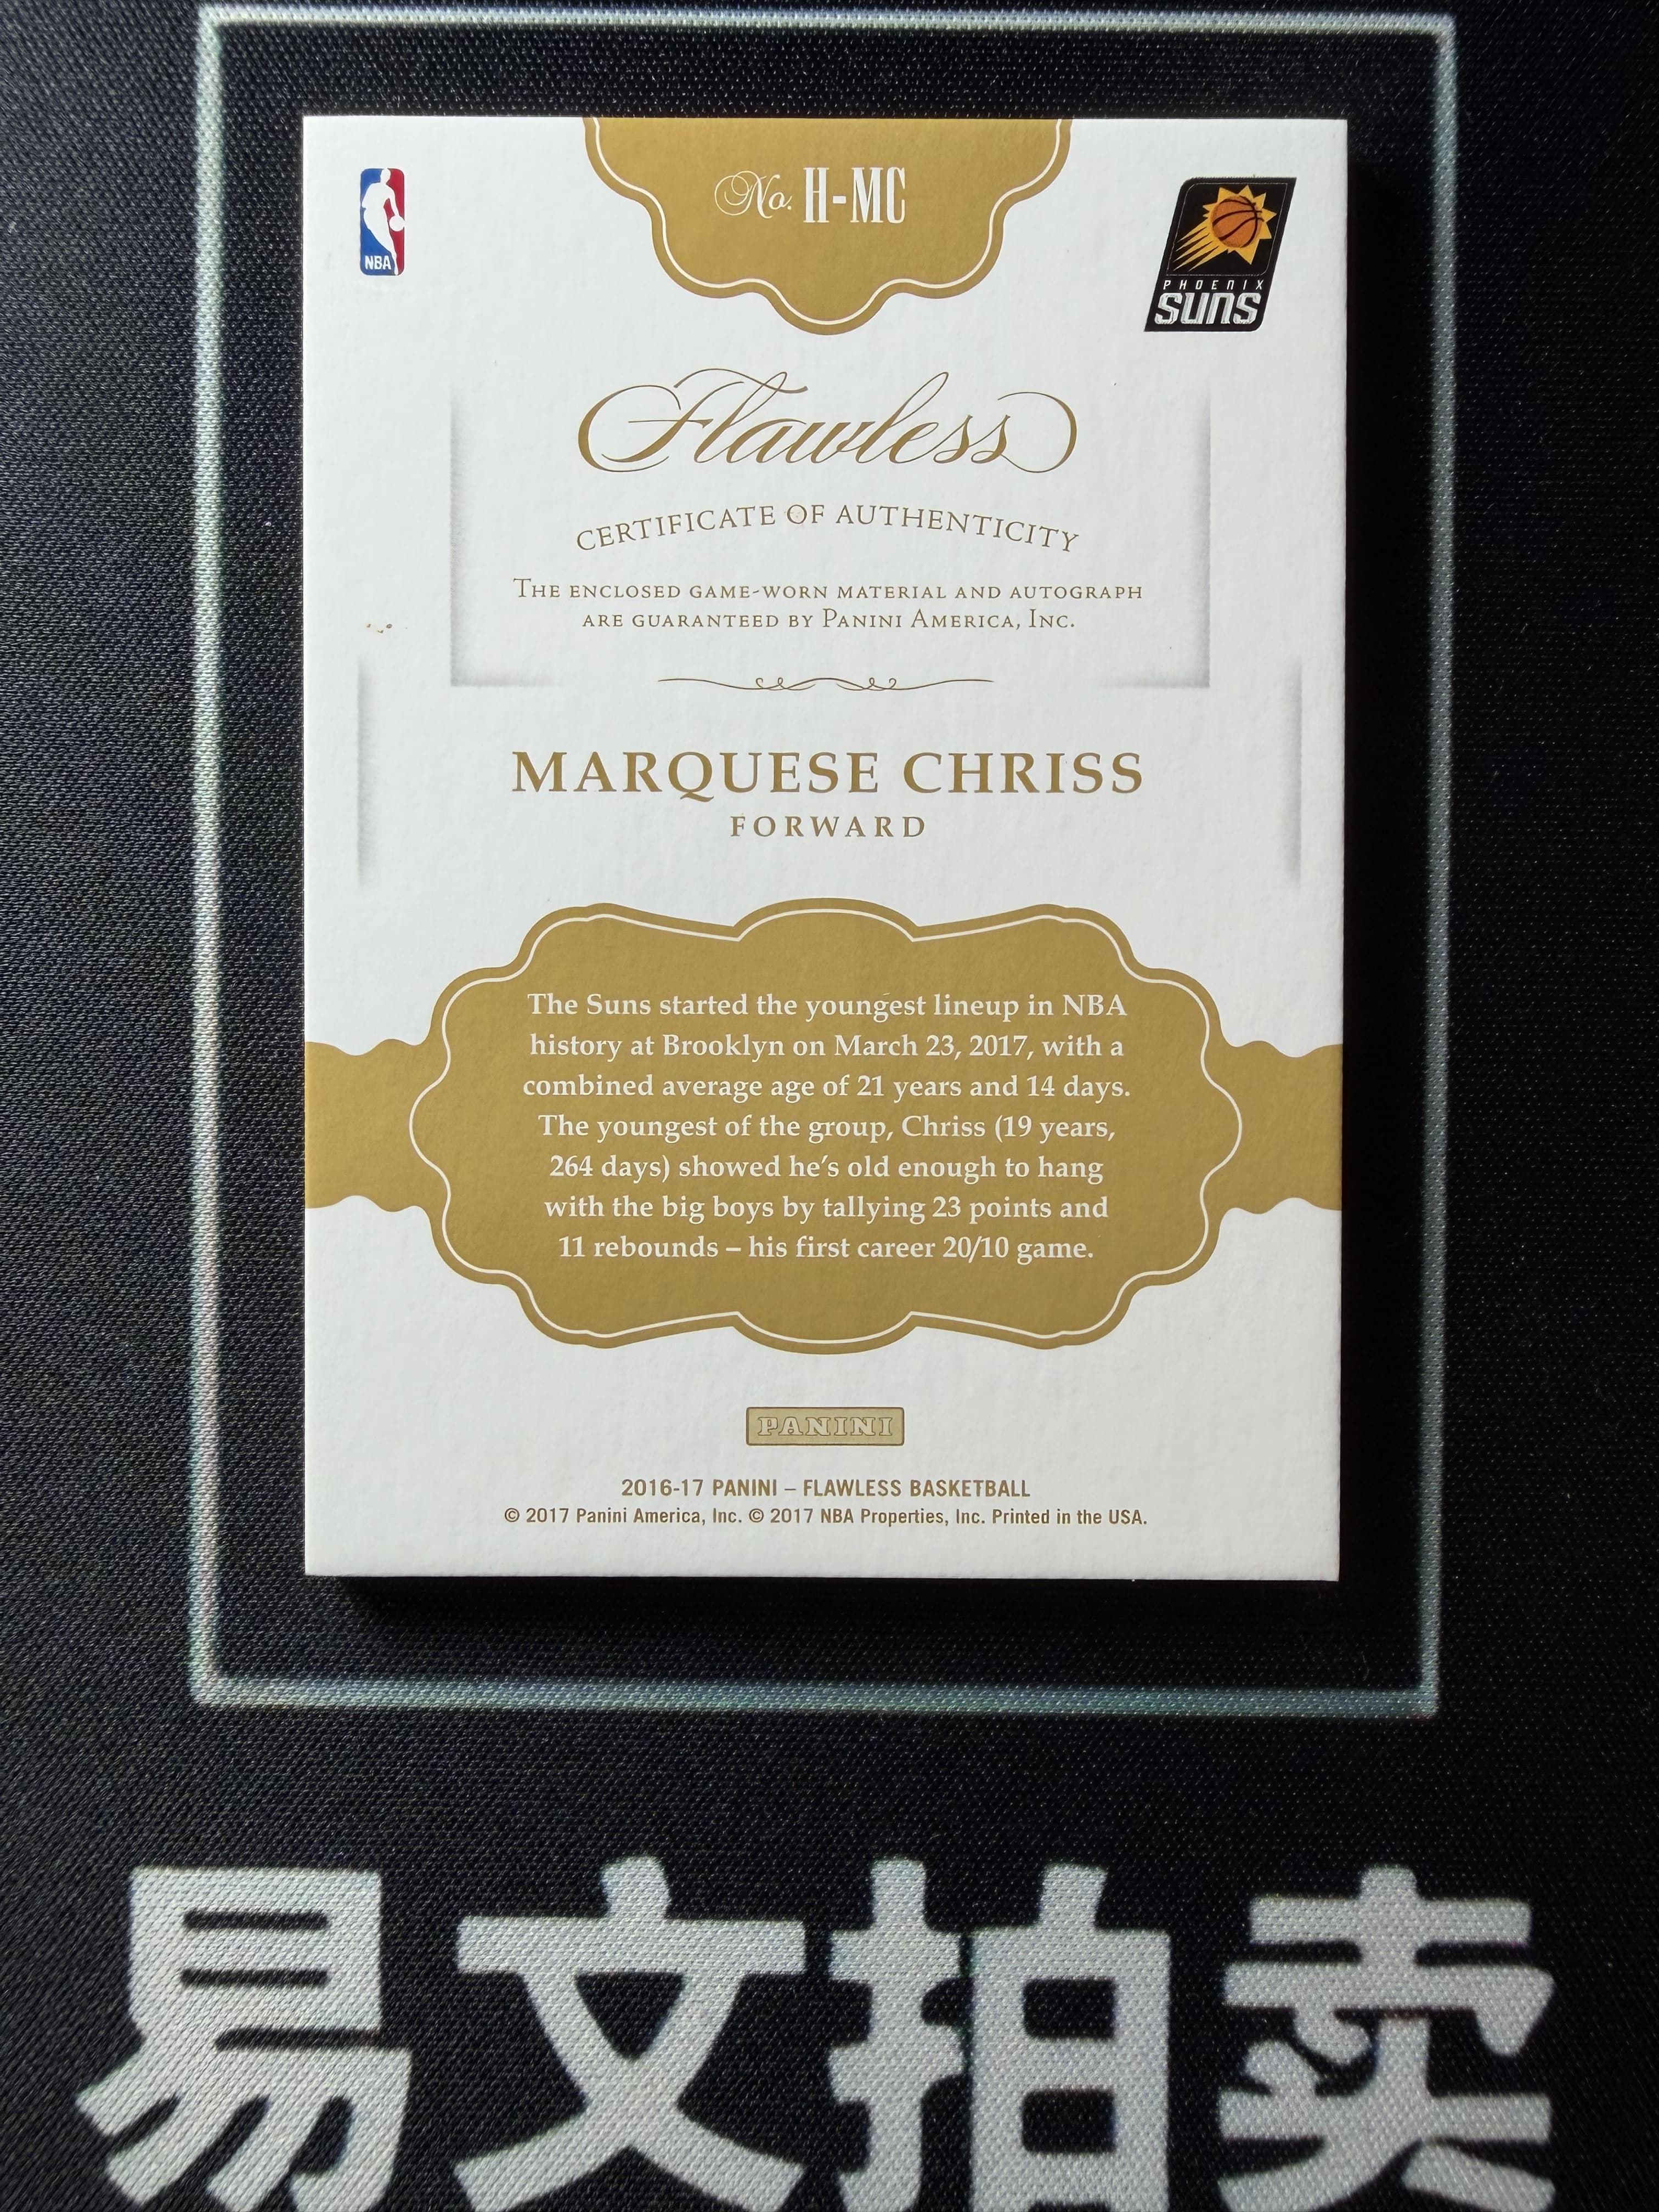 No. H-MC
NBA
PHOENIX
SUNS
Flawless
CERTIFICATE OF AUTHENTICITY
THE ENCLOSED GAME-WORN MATERIAL AND AUTOGRAPH
ARE GUARANTEED BY PANINI AMERICA, INC.
MARQUESE CHRISS
FORWARD
The Suns started the youngest lineup in NBA
history at Brooklyn on March 23, 2017, with a
combined average age of 21 years and 14 days.
The youngest of the group, Chriss (19 years,
264 days) showed he's old enough to hang
with the big boys by tallying 23 points and
11 rebounds – his first career 20/10 game.
PANINI
2016-17 PANINI – FLAWLESS BASKETBALL
© 2017 Panini America, Inc. © 2017 NBA Properties, Inc. Printed in the USA.
易文拍卖